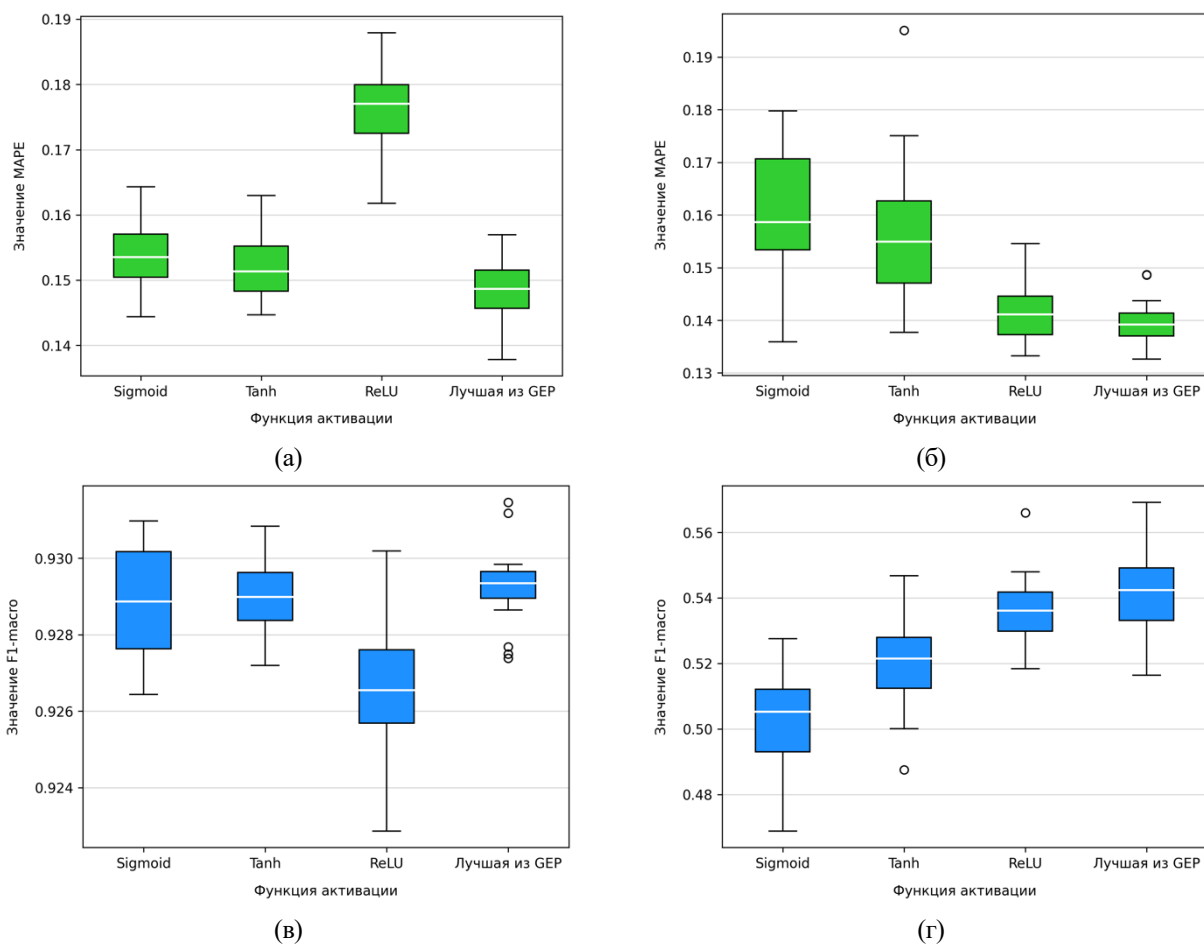 0.19
0.18
0.17
0.16
0.15
0.14
Значение MAPE
Sigmoid Tanh ReLU Лучшая из GEP
Функция активации
(а)
0.19
0.18
0.17
0.16
0.15
0.14
0.13
Значение MAPE
Sigmoid Tanh ReLU Лучшая из GEP
Функция активации
(б)
0.930
0.928
0.926
0.924
Значение F1-macro
Sigmoid Tanh ReLU Лучшая из GEP
Функция активации
(в)
0.56
0.54
0.52
0.50
0.48
Значение F1-macro
Sigmoid Tanh ReLU Лучшая из GEP
Функция активации
(г)